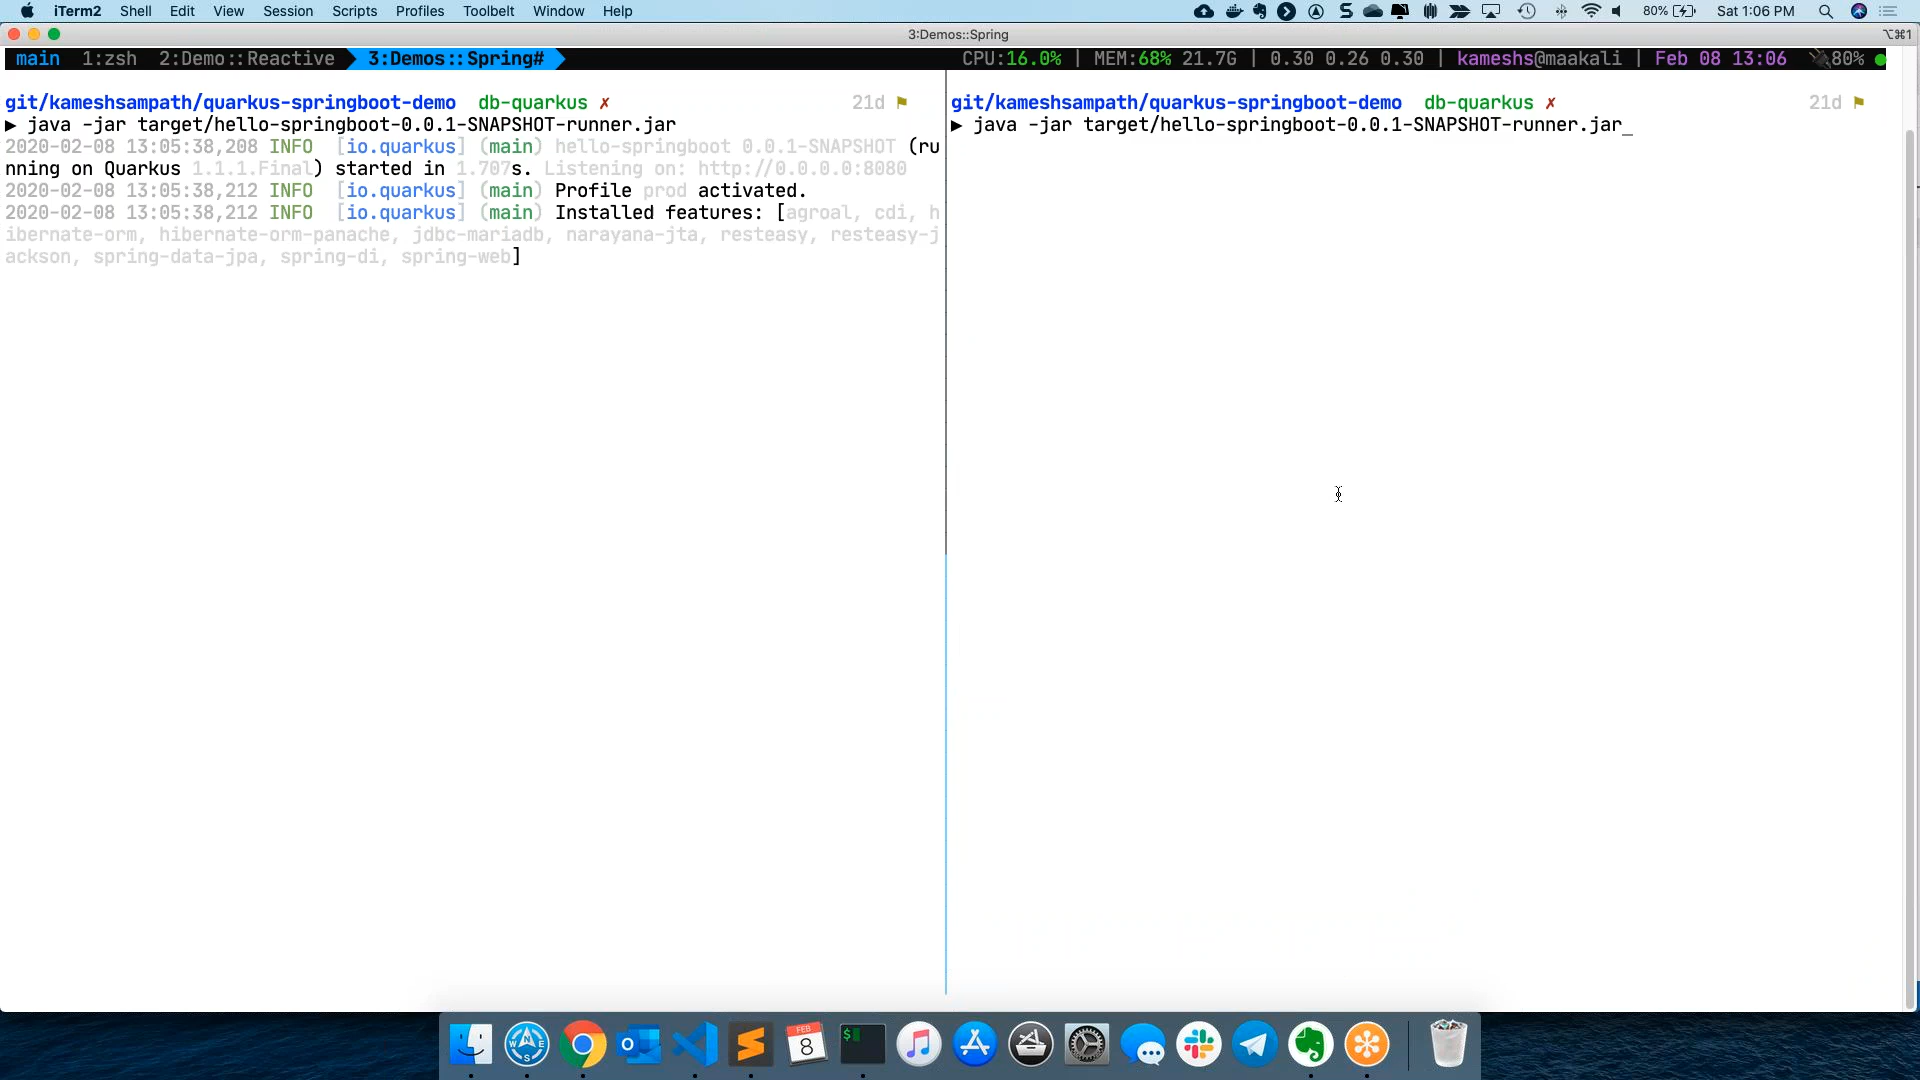 iTerm2 Shell Edit View Session Scripts Profiles Toolbelt Window Help 80% Sat 1:06 PM
3:Demos::Spring ⌥⌘1
main 1:zsh 2:Demo::Reactive 3:Demos::Spring# CPU:16.0% | MEM:68% 21.7G | 0.30 0.26 0.30 | kameshs@maakali | Feb 08 13:06 80%
git/kameshsampath/quarkus-springboot-demo db-quarkus ✗ 21d
▶ java -jar target/hello-springboot-0.0.1-SNAPSHOT-runner.jar
2020-02-08 13:05:38,208 INFO [io.quarkus] (main) hello-springboot 0.0.1-SNAPSHOT (ru
nning on Quarkus 1.1.1.Final) started in 1.707s. Listening on: http://0.0.0.0:8080
2020-02-08 13:05:38,212 INFO [io.quarkus] (main) Profile prod activated.
2020-02-08 13:05:38,212 INFO [io.quarkus] (main) Installed features: [agroal, cdi, h
ibernate-orm, hibernate-orm-panache, jdbc-mariadb, narayana-jta, resteasy, resteasy-j
ackson, spring-data-jpa, spring-di, spring-web]
git/kameshsampath/quarkus-springboot-demo db-quarkus ✗ 21d
▶ java -jar target/hello-springboot-0.0.1-SNAPSHOT-runner.jar_
FEB
8